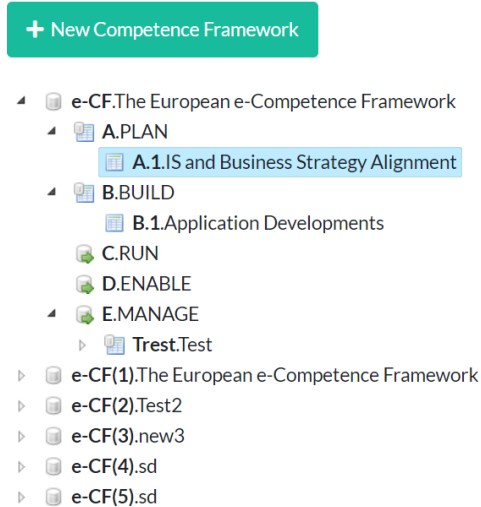 + New Competence Framework
e-CF.The European e-Competence Framework
A.PLAN
A.1.IS and Business Strategy Alignment
B.BUILD
B.1.Application Developments
C.RUN
D.ENABLE
E.MANAGE
Trest.Test
e-CF(1).The European e-Competence Framework
e-CF(2).Test2
e-CF(3).new3
e-CF(4).sd
e-CF(5).sd